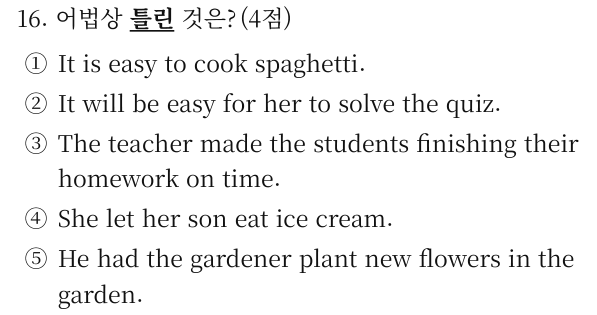 16. 어법상 틀린 것은? (4점)
① It is easy to cook spaghetti.
② It will be easy for her to solve the quiz.
③ The teacher made the students finishing their
homework on time.
④ She let her son eat ice cream.
⑤ He had the gardener plant new flowers in the
garden.